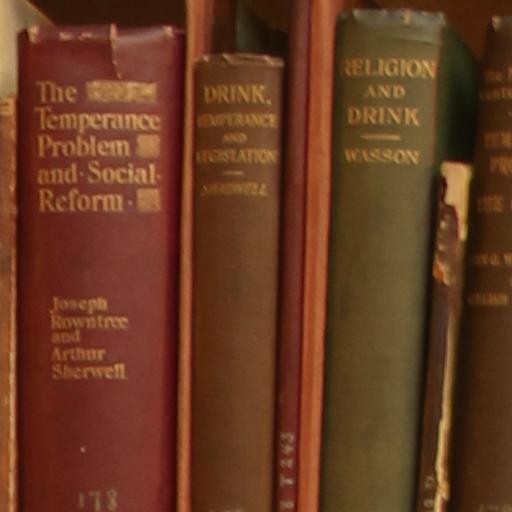 The
Temperance
Problem
and·Social·
Reform·
Joseph
Rowntree
and
Arthur
Sherwell
178
DRINK,
TEMPERANCE
AND
LEGISLATION
SHADWELL
T243
RELIGION
AND
DRINK
WASSON